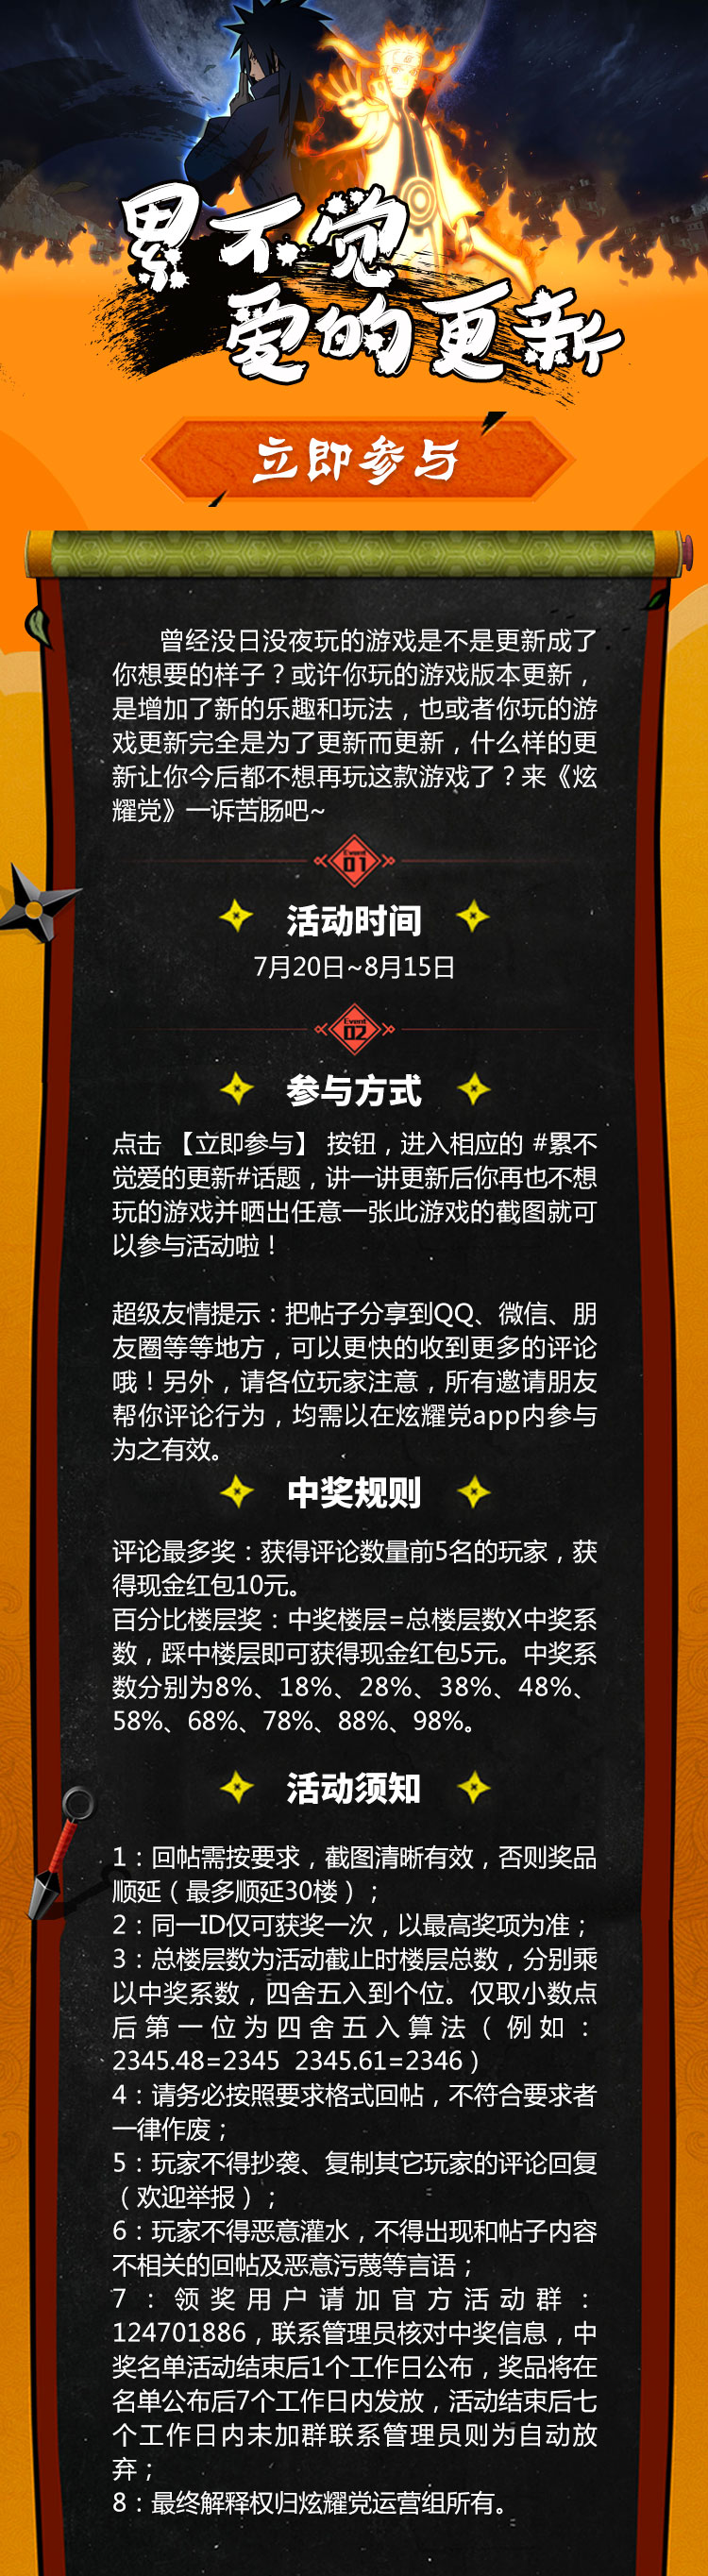 累不觉
爱的更新
立即参与
曾经没日没夜玩的游戏是不是更新成了
你想要的样子？或许你玩的游戏版本更新，
是增加了新的乐趣和玩法，也或者你玩的游
戏更新完全是为了更新而更新，什么样的更
新让你今后都不想再玩这款游戏了？来《炫
耀党》一诉苦肠吧~
Event
01
活动时间
7月20日~8月15日
Event
02
参与方式
点击 【立即参与】 按钮，进入相应的 #累不
觉爱的更新#话题，讲一讲更新后你再也不想
玩的游戏并晒出任意一张此游戏的截图就可
以参与活动啦！
超级友情提示：把帖子分享到QQ、微信、朋
友圈等等地方，可以更快的收到更多的评论
哦！另外，请各位玩家注意，所有邀请朋友
帮你评论行为，均需以在炫耀党app内参与
为之有效。
中奖规则
评论最多奖：获得评论数量前5名的玩家，获
得现金红包10元。
百分比楼层奖：中奖楼层=总楼层数X中奖系
数，踩中楼层即可获得现金红包5元。中奖系
数分别为8%、18%、28%、38%、48%、
58%、68%、78%、88%、98%。
活动须知
1：回帖需按要求，截图清晰有效，否则奖品
顺延（最多顺延30楼）；
2：同一ID仅可获奖一次，以最高奖项为准；
3：总楼层数为活动截止时楼层总数，分别乘
以中奖系数，四舍五入到个位。仅取小数点
后第一位为四舍五入算法（例如：
2345.48=2345 2345.61=2346）
4：请务必按照要求格式回帖，不符合要求者
一律作废；
5：玩家不得抄袭、复制其它玩家的评论回复
（欢迎举报）；
6：玩家不得恶意灌水，不得出现和帖子内容
不相关的回帖及恶意污蔑等言语；
7：领奖用户请加官方活动群：
124701886，联系管理员核对中奖信息，中
奖名单活动结束后1个工作日公布，奖品将在
名单公布后7个工作日内发放，活动结束后七
个工作日内未加群联系管理员则为自动放
弃；
8：最终解释权归炫耀党运营组所有。